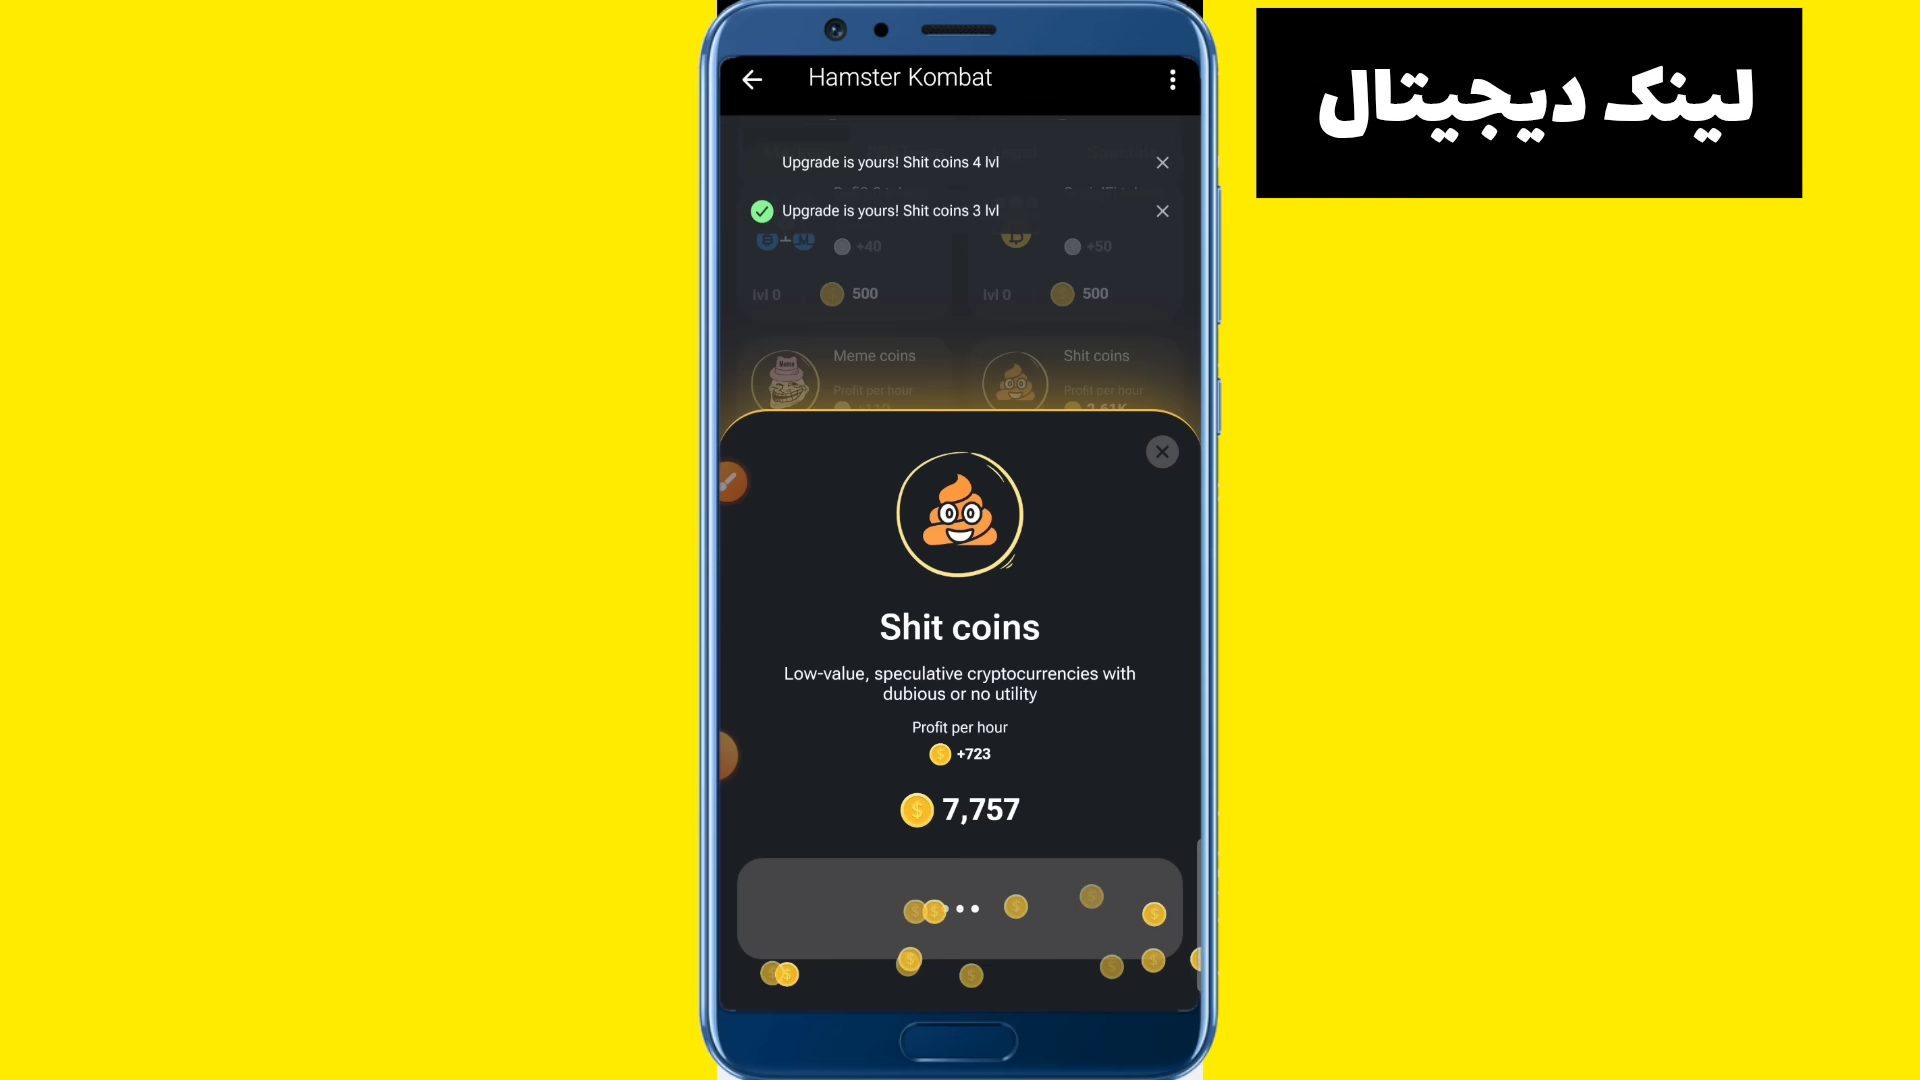 Hamster Kombat
لینک دیجیتال
Upgrade is yours! Shit coins 4 lvl
Upgrade is yours! Shit coins 3 lvl
+40
+50
lvl 0
500
lvl 0
500
Meme coins
Shit coins
Profit per hour
Profit per hour
Shit coins
Low-value, speculative cryptocurrencies with
dubious or no utility
Profit per hour
+723
7,757